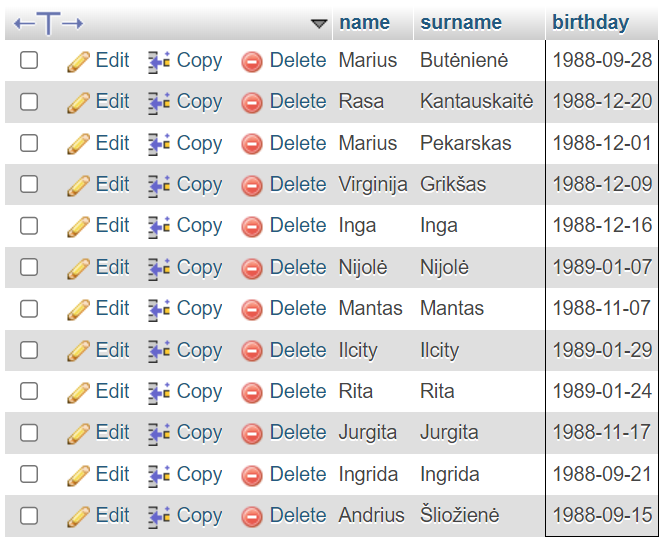 name surname birthday
Edit Copy Delete Marius Butėnienė 1988-09-28
Edit Copy Delete Rasa Kantauskaitė 1988-12-20
Edit Copy Delete Marius Pekarskas 1988-12-01
Edit Copy Delete Virginija Grikšas 1988-12-09
Edit Copy Delete Inga Inga 1988-12-16
Edit Copy Delete Nijolė Nijolė 1989-01-07
Edit Copy Delete Mantas Mantas 1988-11-07
Edit Copy Delete Ilcity Ilcity 1989-01-29
Edit Copy Delete Rita Rita 1989-01-24
Edit Copy Delete Jurgita Jurgita 1988-11-17
Edit Copy Delete Ingrida Ingrida 1988-09-21
Edit Copy Delete Andrius Šliožienė 1988-09-15